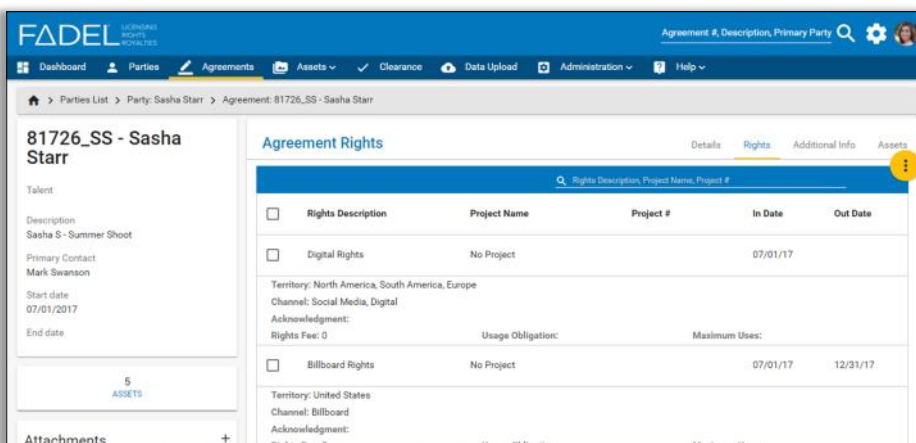 FADEL LICENSING
RIGHTS
ROYALTIES
Agreement #, Description, Primary Party
Dashboard Parties Agreements Assets Clearance Data Upload Administration Help
> Parties List > Party: Sasha Starr > Agreement: 81726_SS - Sasha Starr
81726_SS - Sasha
Starr
Talent
Description
Sasha S - Summer Shoot
Primary Contact
Mark Swanson
Start date
07/01/2017
End date
5
ASSETS
Attachments +
Agreement Rights
Details Rights Additional Info Assets
Rights Description, Project Name, Project #
Rights Description Project Name Project # In Date Out Date
Digital Rights No Project 07/01/17
Territory: North America, South America, Europe
Channel: Social Media, Digital
Acknowledgment:
Rights Fee: 0 Usage Obligation: Maximum Uses:
Billboard Rights No Project 07/01/17 12/31/17
Territory: United States
Channel: Billboard
Acknowledgment: